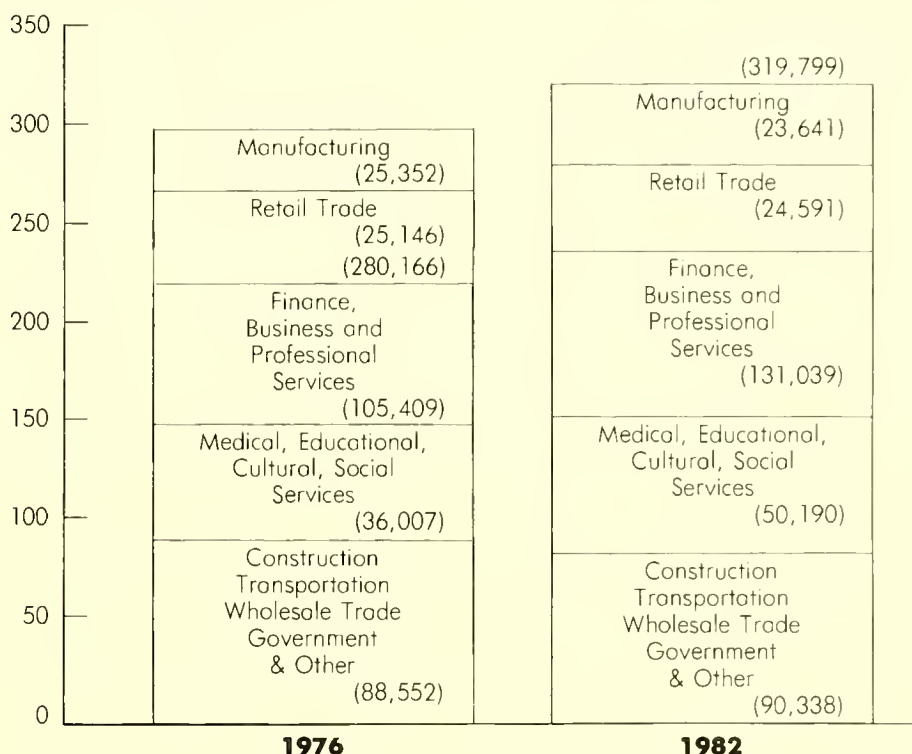 350
300
250
200
150
100
50
0
Manufacturing
(25,352)
Retail Trade
(25,146)
(280,166)
Finance,
Business and
Professional
Services
(105,409)
Medical, Educational,
Cultural, Social
Services
(36,007)
Construction
Transportation
Wholesale Trade
Government
& Other
(88,552)
1976
(319,799)
Manufacturing
(23,641)
Retail Trade
(24,591)
Finance,
Business and
Professional
Services
(131,039)
Medical, Educational,
Cultural, Social
Services
(50,190)
Construction
Transportation
Wholesale Trade
Government
& Other
(90,338)
1982